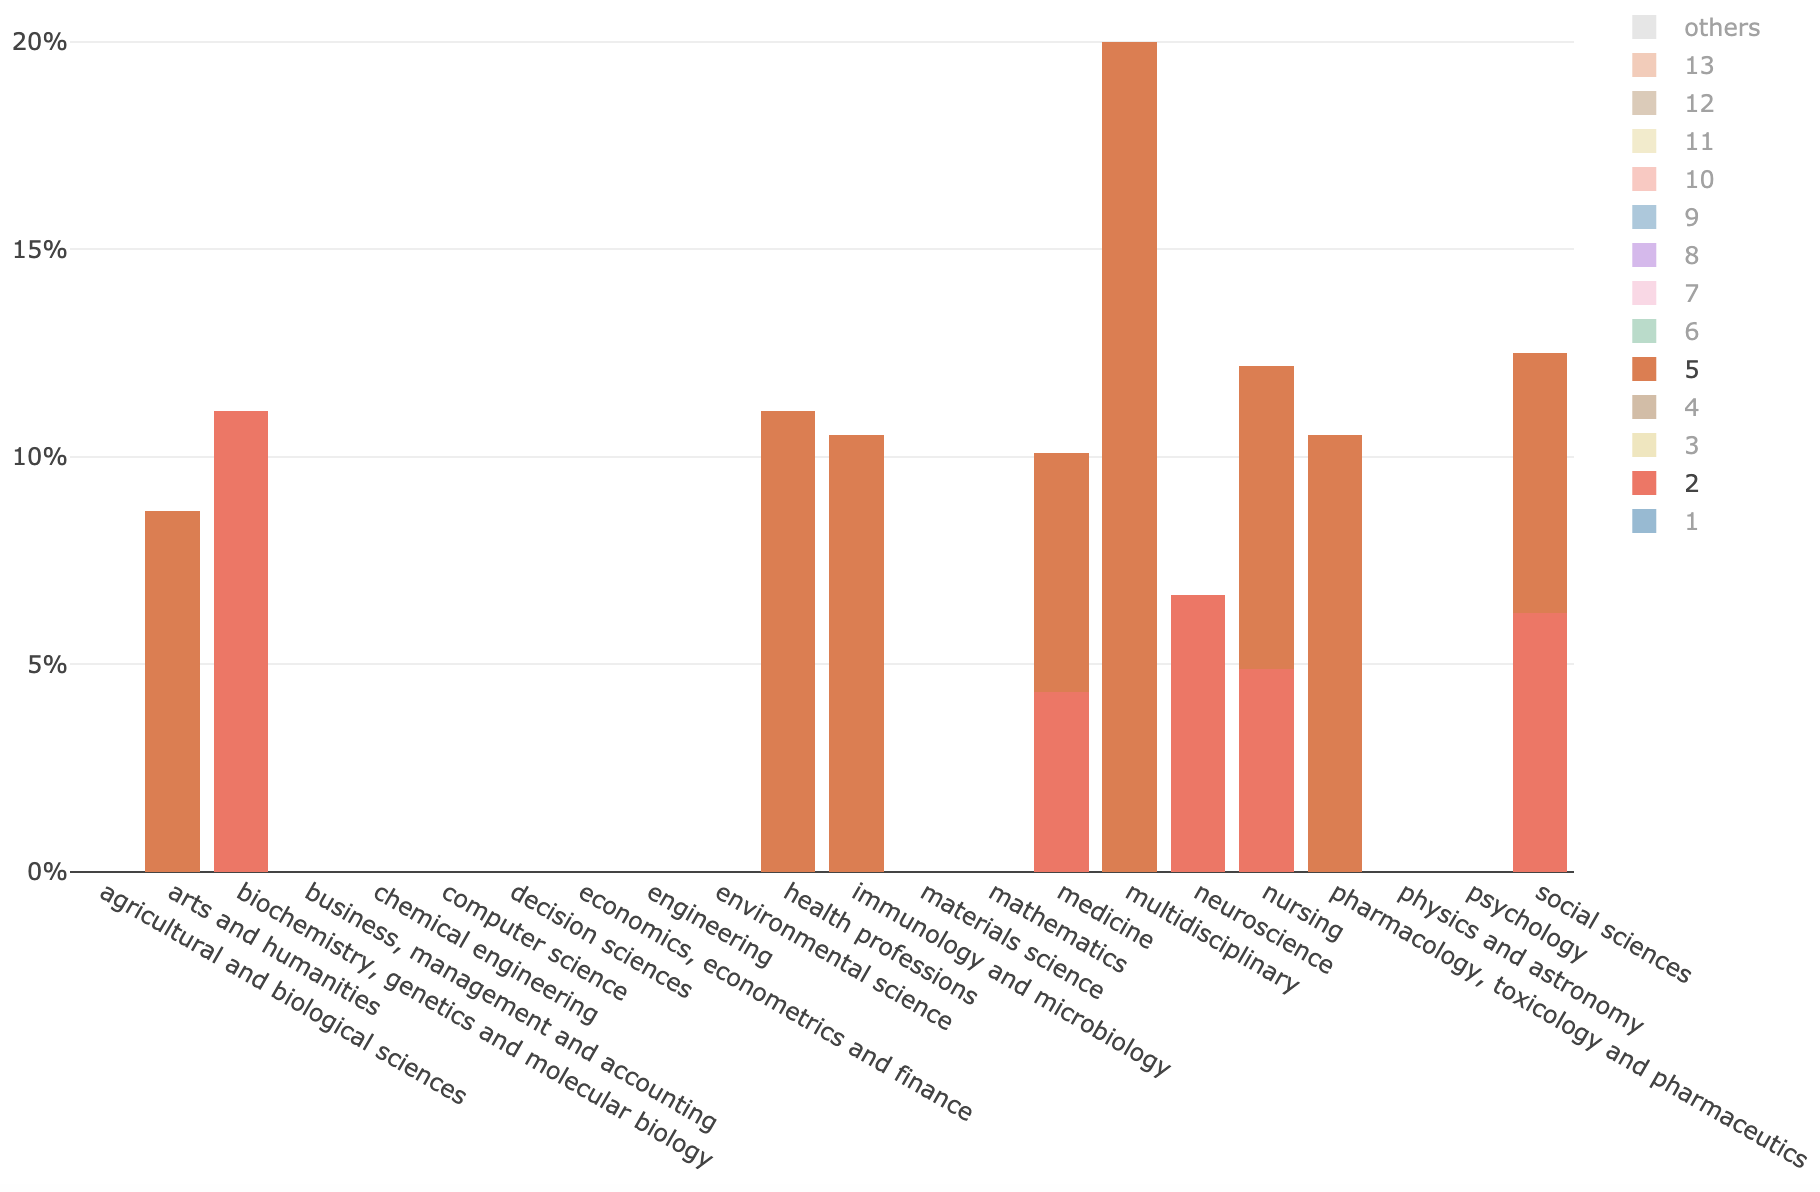 20%
15%
10%
5%
0%
agricultural and biological sciences
arts and humanities
biochemistry, genetics and molecular biology
business, management and accounting
chemical engineering
computer science
decision sciences
economics, econometrics and finance
engineering
environmental science
health professions
immunology and microbiology
materials science
mathematics
medicine
multidisciplinary
neuroscience
nursing
pharmacology, toxicology and pharmaceutics
physics and astronomy
psychology
social sciences
others
13
12
11
10
9
8
7
6
5
4
3
2
1